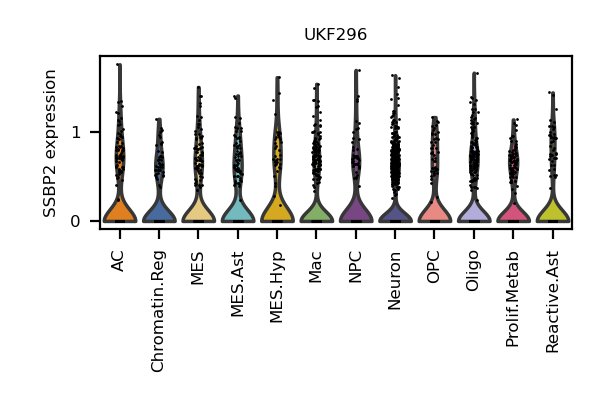 UKF296
SSBP2 expression
1
0
AC
Chromatin.Reg
MES
MES.Ast
MES.Hyp
Mac
NPC
Neuron
OPC
Oligo
Prolif.Metab
Reactive.Ast